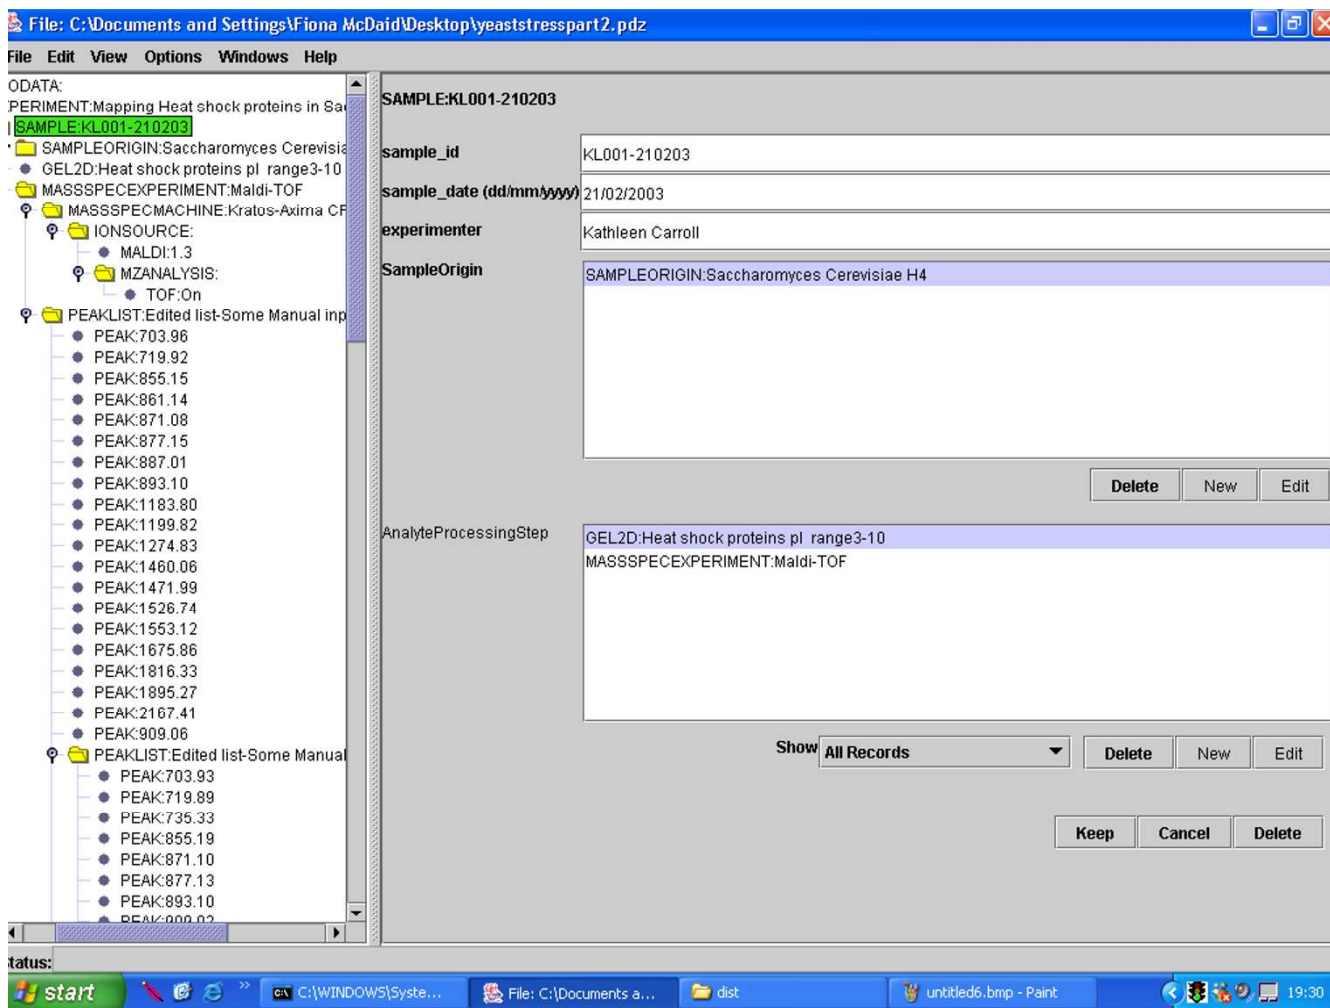 File: C:\Documents and Settings\Fiona McDaid\Desktop\yeaststresspart2.pdz
File Edit View Options Windows Help
ODATA:
PERIMENT:Mapping Heat shock proteins in Sa
SAMPLE:KL001-210203
SAMPLEORIGIN:Saccharomyces Cerevisia
GEL2D:Heat shock proteins pI range3-10
MASSSPECEXPERIMENT:Maldi-TOF
MASSSPECMACHINE:Kratos-Axima CF
IONSOURCE:
MALDI:1.3
MZANALYSIS:
TOF:On
PEAKLIST:Edited list-Some Manual inp
PEAK:703.96
PEAK:719.92
PEAK:855.15
PEAK:861.14
PEAK:871.08
PEAK:877.15
PEAK:887.01
PEAK:893.10
PEAK:1183.80
PEAK:1199.82
PEAK:1274.83
PEAK:1460.06
PEAK:1471.99
PEAK:1526.74
PEAK:1553.12
PEAK:1675.86
PEAK:1816.33
PEAK:1895.27
PEAK:2167.41
PEAK:909.06
PEAKLIST:Edited list-Some Manual
PEAK:703.93
PEAK:719.89
PEAK:735.33
PEAK:855.19
PEAK:871.10
PEAK:877.13
PEAK:893.10
PEAK:909.02
SAMPLE:KL001-210203
sample_id KL001-210203
sample_date (dd/mm/yyyy) 21/02/2003
experimenter Kathleen Carroll
SampleOrigin SAMPLEORIGIN:Saccharomyces Cerevisiae H4
Delete New Edit
AnalyteProcessingStep GEL2D:Heat shock proteins pI range3-10
MASSSPECEXPERIMENT:Maldi-TOF
Show All Records Delete New Edit
Keep Cancel Delete
tatus:
start C:\WINDOWS\Syste... File: C:\Documents a... dist untitled6.bmp - Paint 19:30